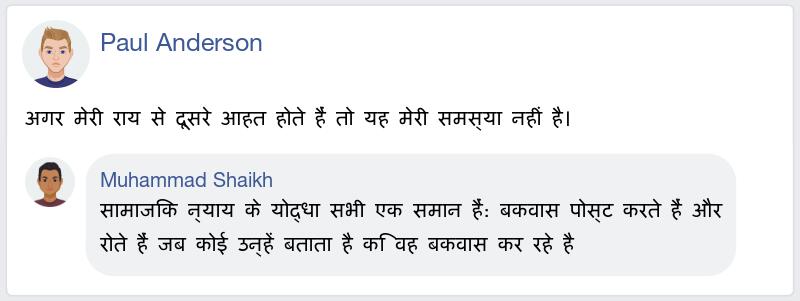 Paul Anderson
अगर मेरी राय से दूसरे आहत होते हैं तो यह मेरी समस्या नहीं है।
Muhammad Shaikh
सामाजिक न्याय के योद्धा सभी एक समान हैं: बकवास पोस्ट करते हैं और
रोते हैं जब कोई उन्हें बताता है कि वह बकवास कर रहे है